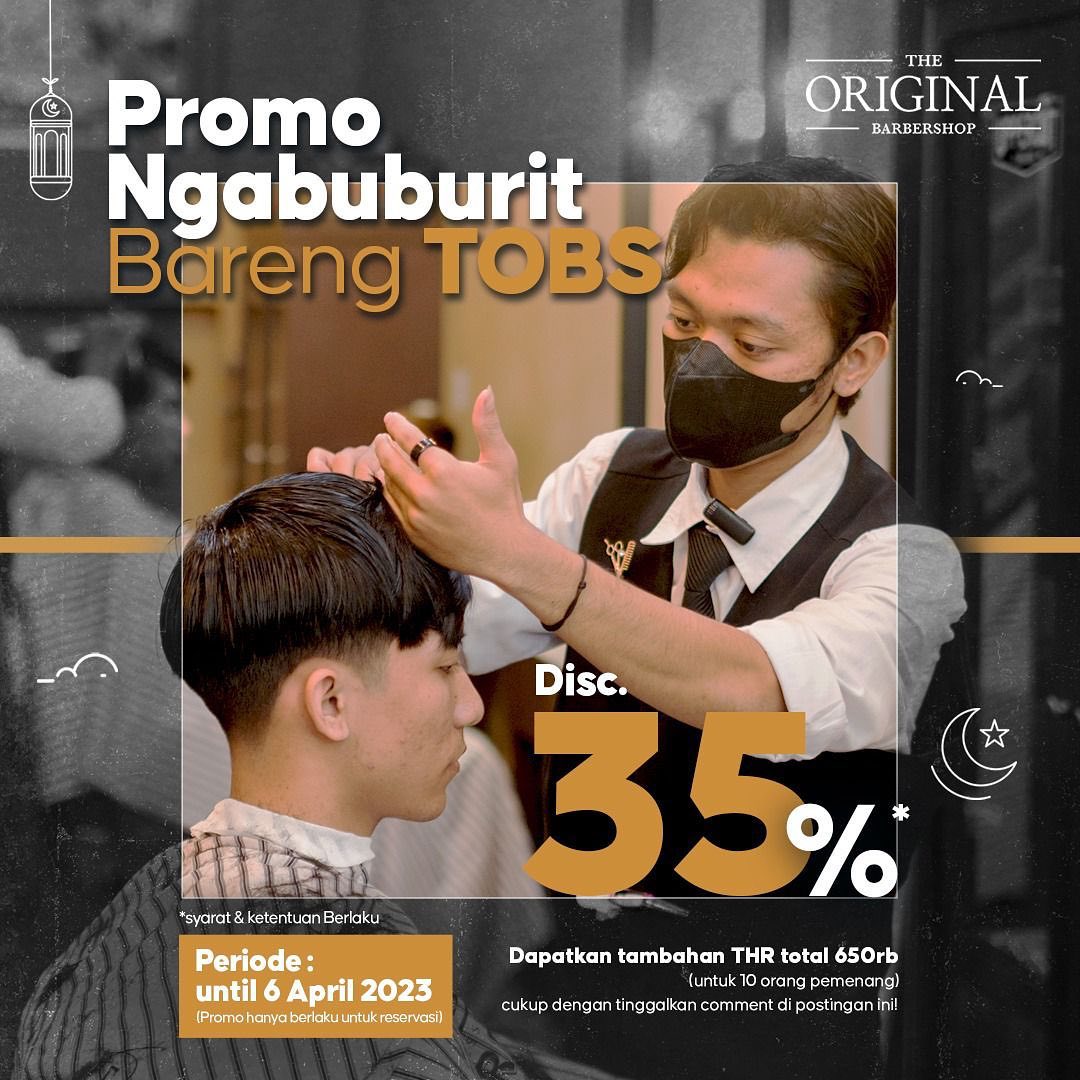 THE
ORIGINAL
BARBERSHOP
Promo
Ngabuburit
Bareng TOBS
Disc.
35%*
*syarat & ketentuan Berlaku
Periode :
until 6 April 2023
(Promo hanya berlaku untuk reservasi)
Dapatkan tambahan THR total 650rb
(untuk 10 orang pemenang)
cukup dengan tinggalkan comment di postingan ini!